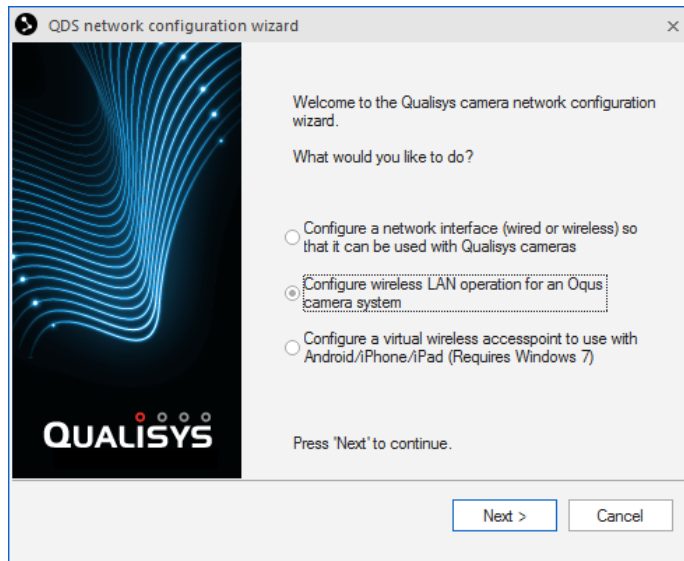 QDS network configuration wizard
Welcome to the Qualisys camera network configuration
wizard.
What would you like to do?
Configure a network interface (wired or wireless) so
that it can be used with Qualisys cameras
Configure wireless LAN operation for an Oqus
camera system
Configure a virtual wireless accesspoint to use with
Android/iPhone/iPad (Requires Windows 7)
QUALISYS
Press 'Next' to continue.
Next >
Cancel